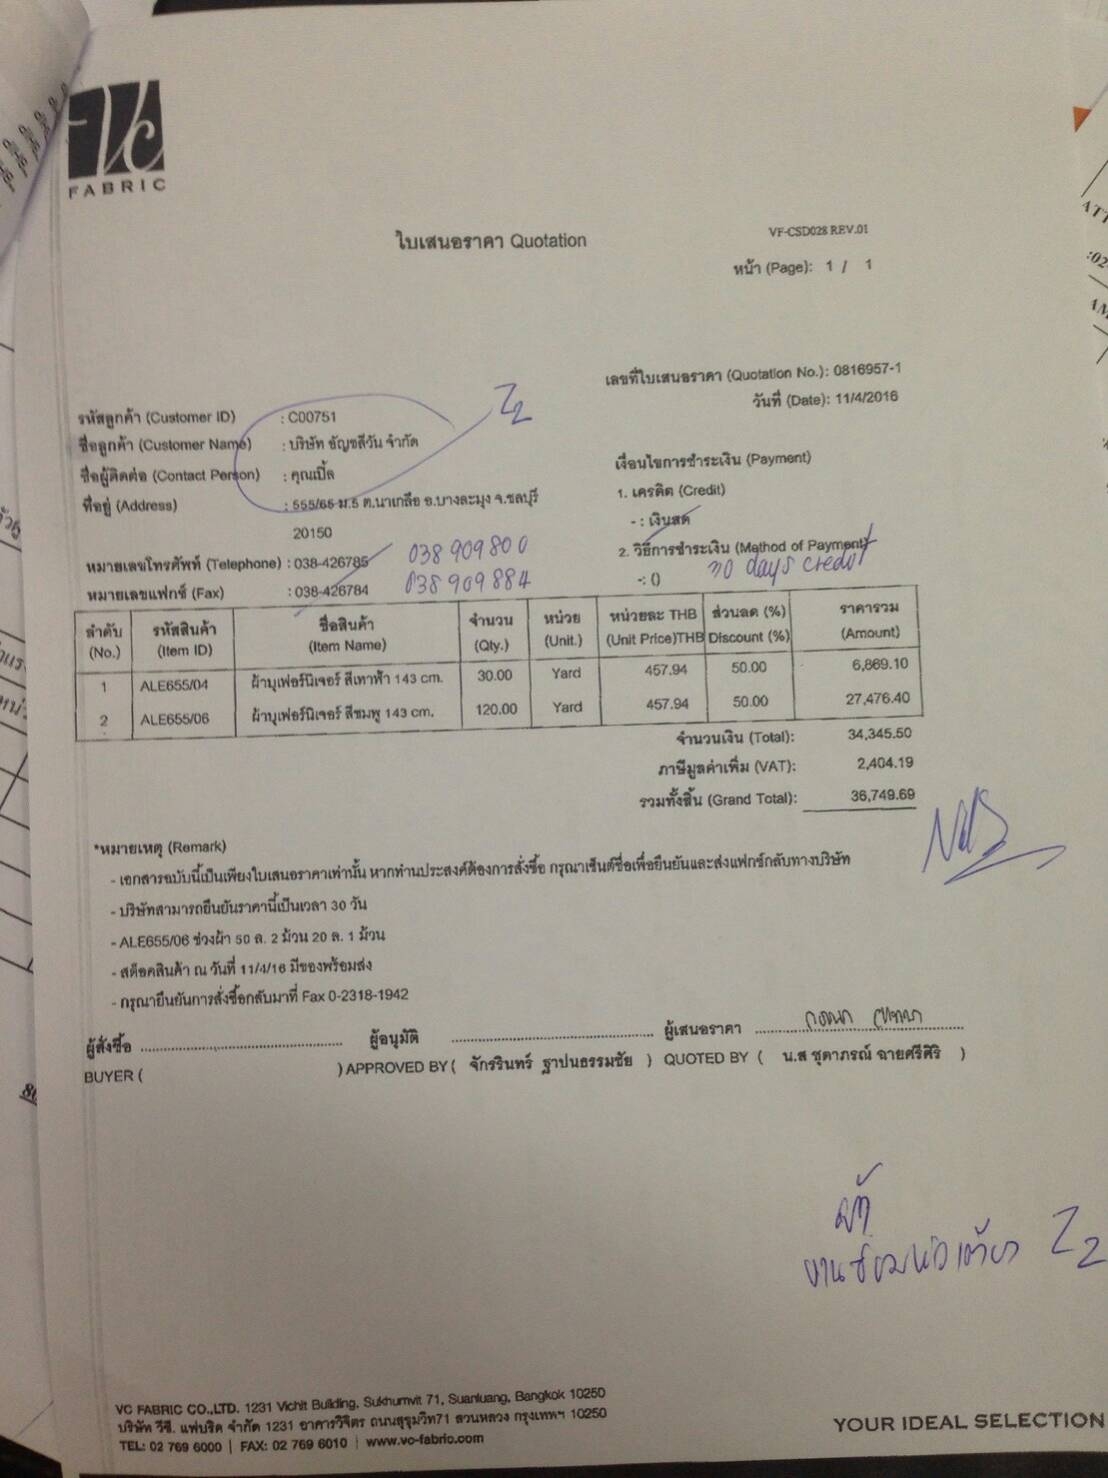 Vc
FABRIC
ใบเสนอราคา Quotation
VF-CSD028 REV.01
หน้า (Page): 1 / 1
เลขที่ใบเสนอราคา (Quotation No.): 0816957-1
วันที่ (Date): 11/4/2016
Z2
รหัสลูกค้า (Customer ID) : C00751
ชื่อลูกค้า (Customer Name) : บริษัท ธัญชสีวัน จำกัด
ชื่อผู้ติดต่อ (Contact Person) : คุณเปิ้ล
ที่อยู่ (Address) : 555/65 ม.5 ต.นาเกลือ อ.บางละมุง จ.ชลบุรี
20150
หมายเลขโทรศัพท์ (Telephone) : 038-426785 038 909800
หมายเลขแฟกซ์ (Fax) : 038-426784 038 909 884
เงื่อนไขการชำระเงิน (Payment)
1. เครดิต (Credit)
- : เงินสด
2. วิธีการชำระเงิน (Method of Payment)
-: () 30 days credit
ลำดับ (No.) รหัสสินค้า (Item ID) ชื่อสินค้า (Item Name) จำนวน (Qty.) หน่วย (Unit.) หน่วยละ THB (Unit Price)THB ส่วนลด (%) Discount (%) ราคารวม (Amount)
1 ALE655/04 ผ้าบุเฟอร์นิเจอร์ สีเทาฟ้า 143 cm. 30.00 Yard 457.94 50.00 6,869.10
2 ALE655/06 ผ้าบุเฟอร์นิเจอร์ สีชมพู 143 cm. 120.00 Yard 457.94 50.00 27,476.40
จำนวนเงิน (Total): 34,345.50
ภาษีมูลค่าเพิ่ม (VAT): 2,404.19
รวมทั้งสิ้น (Grand Total): 36,749.69
*หมายเหตุ (Remark)
- เอกสารฉบับนี้เป็นเพียงใบเสนอราคาเท่านั้น หากท่านประสงค์ต้องการสั่งซื้อ กรุณาเซ็นต์ชื่อเพื่อยืนยันและส่งแฟกซ์กลับทางบริษัท
- บริษัทสามารถยืนยันราคานี้เป็นเวลา 30 วัน
- ALE655/06 ช่วงผ้า 50 ล. 2 ม้วน 20 ล. 1 ม้วน
- สต็อคสินค้า ณ วันที่ 11/4/16 มีของพร้อมส่ง
- กรุณายืนยันการสั่งซื้อกลับมาที่ Fax 0-2318-1942
ผู้สั่งซื้อ ผู้อนุมัติ ผู้เสนอราคา
BUYER ( ) APPROVED BY ( จักรรินทร์ ฐาปนธรรมชัย ) QUOTED BY ( น.ส ชุดาภรณ์ ฉายศรีศิริ )
ผ้า
งานซ่อมหัวเตียง Z2
VC FABRIC CO.,LTD. 1231 Vichit Building, Sukhumvit 71, Suanluang, Bangkok 10250
บริษัท วีซี. แฟบริค จำกัด 1231 อาคารวิจิตร ถนนสุขุมวิท71 สวนหลวง กรุงเทพฯ 10250
TEL: 02 769 6000 | FAX: 02 769 6010 | www.vc-fabric.com
YOUR IDEAL SELECTION